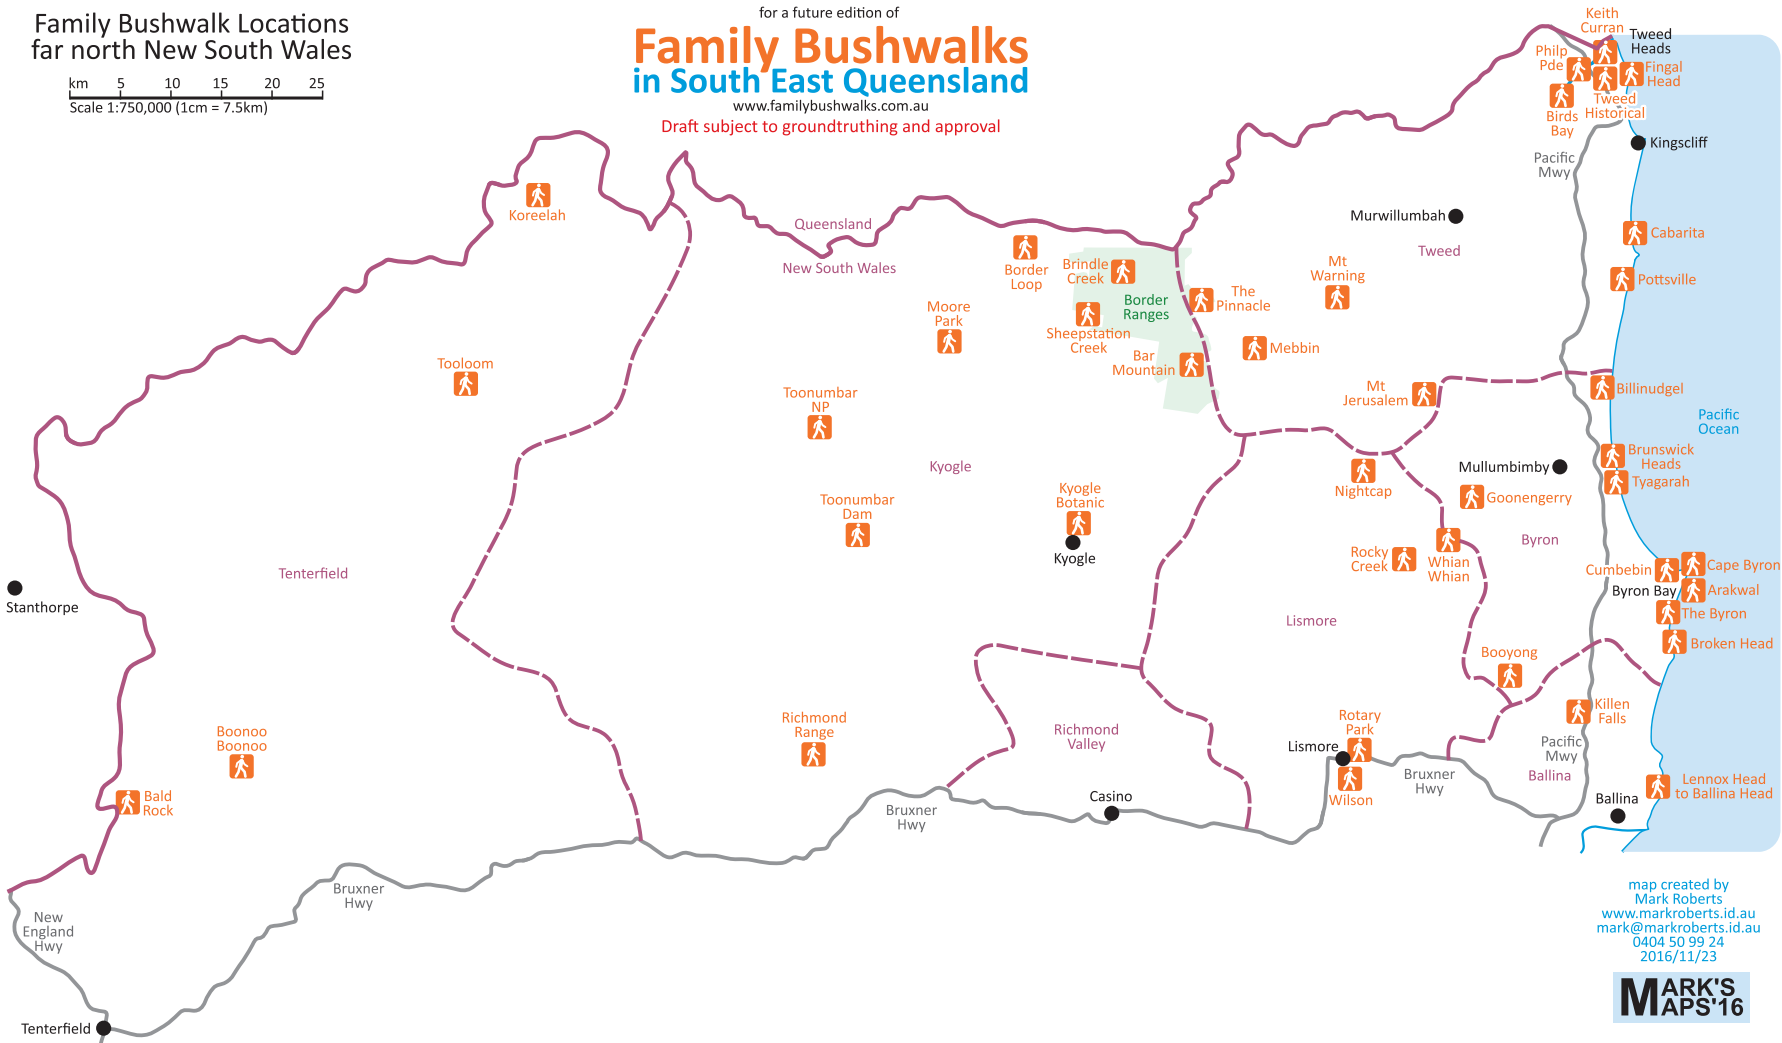 Family Bushwalk Locations
far north New South Wales
km 5 10 15 20 25
Scale 1:750,000 (1cm = 7.5km)
for a future edition of
Family Bushwalks
in South East Queensland
www.familybushwalks.com.au
Draft subject to groundtruthing and approval
Keith
Curran
Tweed
Heads
Philp
Pde
Fingal
Head
Tweed
Historical
Birds
Bay
Kingscliff
Pacific
Mwy
Koreelah
Queensland
New South Wales
Murwillumbah
Tweed
Cabarita
Border
Loop
Brindle
Creek
Mt
Warning
Pottsville
The
Pinnacle
Border
Ranges
Moore
Park
Sheepstation
Creek
Mebbin
Bar
Mountain
Tooloom
Toonumbar
NP
Mt
Jerusalem
Billinudgel
Pacific
Ocean
Kyogle
Brunswick
Heads
Mullumbimby
Tyagarah
Nightcap
Goonengerry
Kyogle
Botanic
Toonumbar
Dam
Kyogle
Byron
Rocky
Creek
Whian
Whian
Cumbebin
Cape Byron
Byron Bay
Arakwal
The Byron
Broken Head
Tenterfield
Stanthorpe
Lismore
Booyong
Killen
Falls
Richmond
Range
Richmond
Valley
Rotary
Park
Lismore
Wilson
Boonoo
Boonoo
Bald
Rock
Pacific
Mwy
Ballina
Bruxner
Hwy
Lennox Head
to Ballina Head
Ballina
Casino
Bruxner
Hwy
Bruxner
Hwy
New
England
Hwy
Tenterfield
map created by
Mark Roberts
www.markroberts.id.au
mark@markroberts.id.au
0404 50 99 24
2016/11/23
MARK'S
MAPS'16